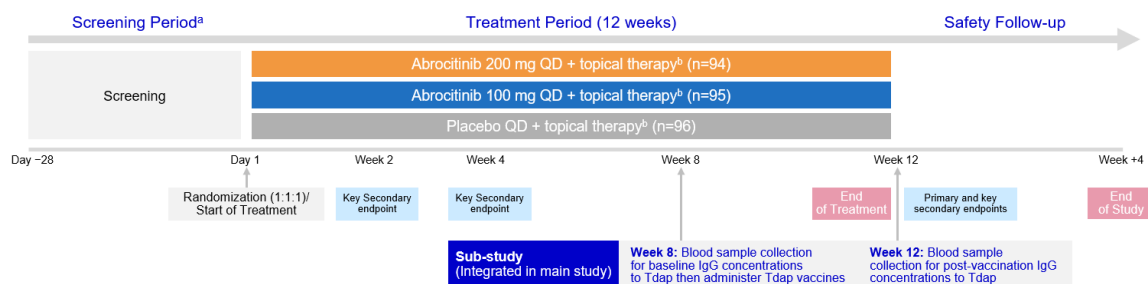 Screening Periodᵃ
Treatment Period (12 weeks)
Safety Follow-up
Screening
Abrocitinib 200 mg QD + topical therapyᵇ (n=94)
Abrocitinib 100 mg QD + topical therapyᵇ (n=95)
Placebo QD + topical therapyᵇ (n=96)
Day −28
Day 1
Week 2
Week 4
Week 8
Week 12
Week +4
Randomization (1:1:1)/
Start of Treatment
Key Secondary
endpoint
Key Secondary
endpoint
End
of Treatment
Primary and key
secondary endpoints
End
of Study
Sub-study
(Integrated in main study)
Week 8: Blood sample collection
for baseline IgG concentrations
to Tdap then administer Tdap vaccines
Week 12: Blood sample
collection for post-vaccination IgG
concentrations to Tdap